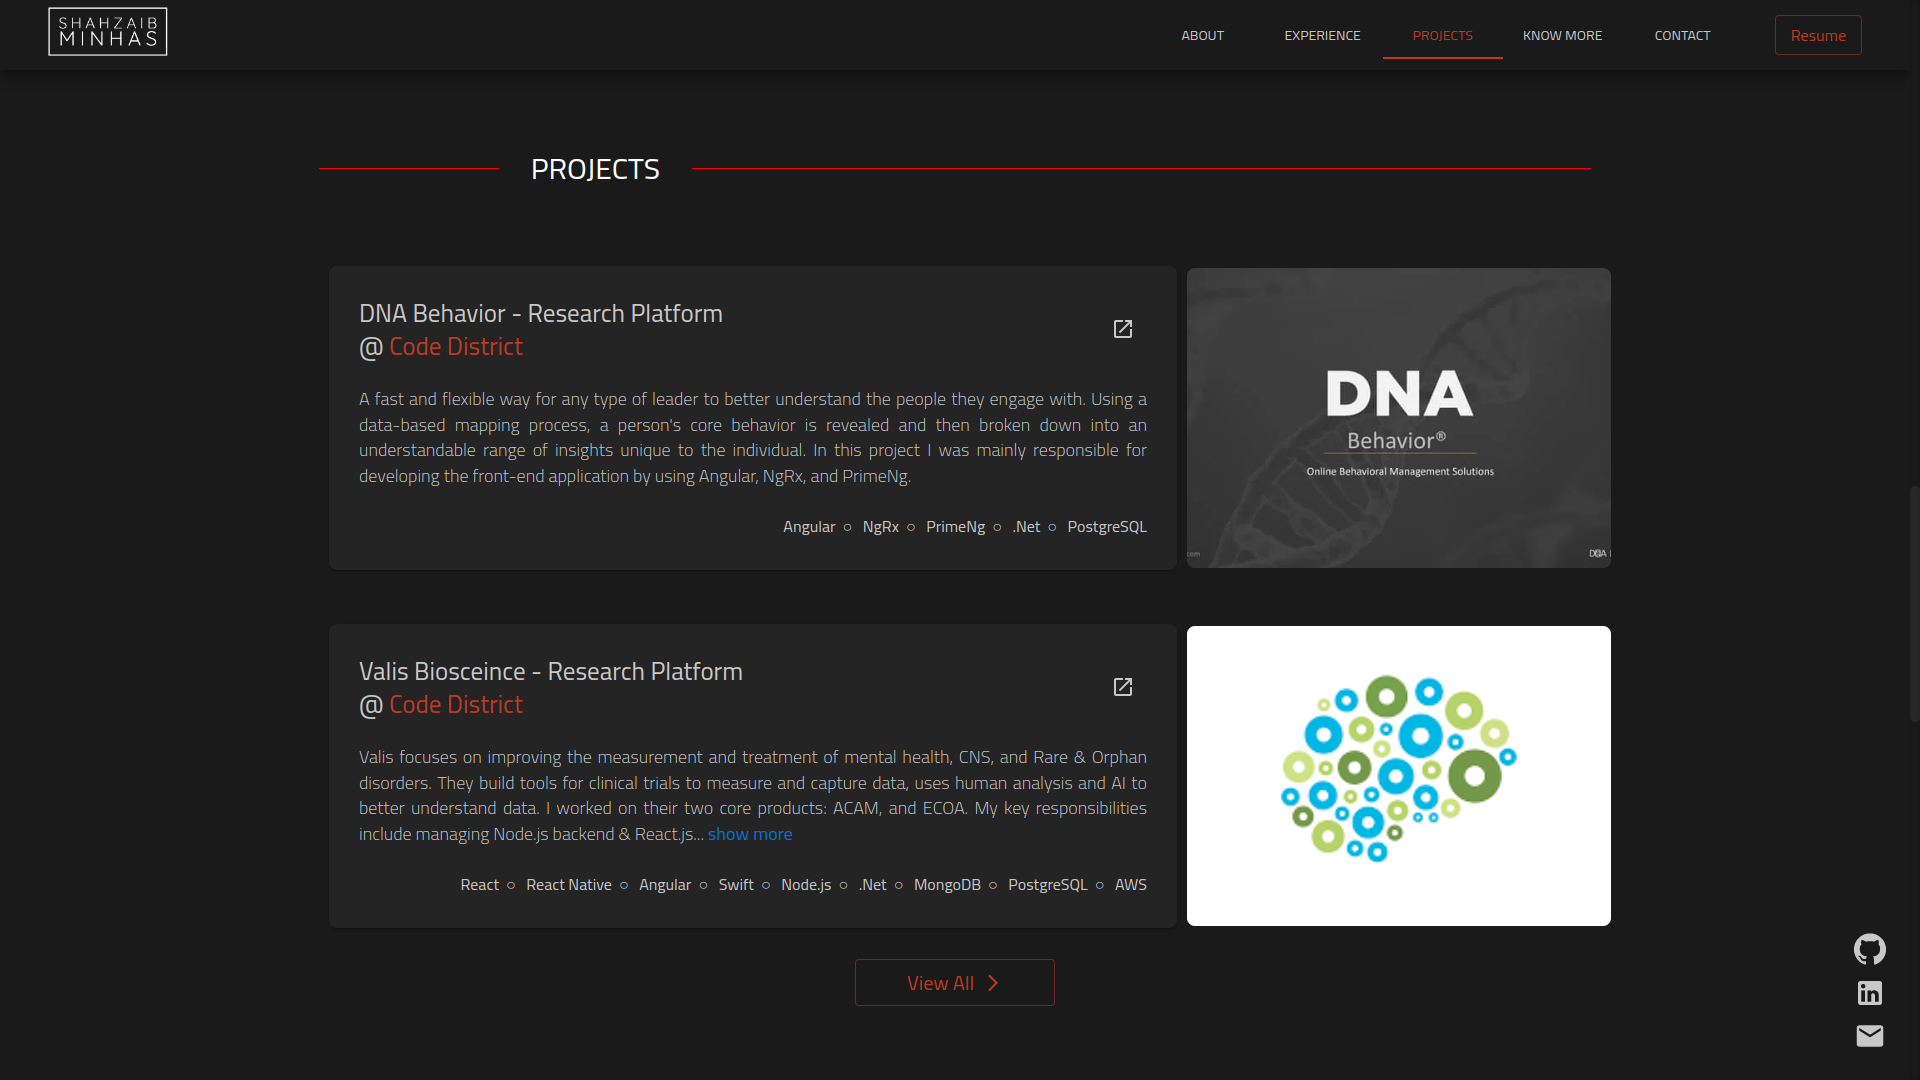 SHAHZAIB
MINHAS
ABOUT
EXPERIENCE
PROJECTS
KNOW MORE
CONTACT
Resume
PROJECTS
DNA Behavior - Research Platform
@ Code District
A fast and flexible way for any type of leader to better understand the people they engage with. Using a
data-based mapping process, a person's core behavior is revealed and then broken down into an
understandable range of insights unique to the individual. In this project I was mainly responsible for
developing the front-end application by using Angular, NgRx, and PrimeNg.
Angular ○ NgRx ○ PrimeNg ○ .Net ○ PostgreSQL
DNA
Behavior®
Online Behavioral Management Solutions
com
Valis Biosceince - Research Platform
@ Code District
Valis focuses on improving the measurement and treatment of mental health, CNS, and Rare & Orphan
disorders. They build tools for clinical trials to measure and capture data, uses human analysis and AI to
better understand data. I worked on their two core products: ACAM, and ECOA. My key responsibilities
include managing Node.js backend & React.js... show more
React ○ React Native ○ Angular ○ Swift ○ Node.js ○ .Net ○ MongoDB ○ PostgreSQL ○ AWS
View All